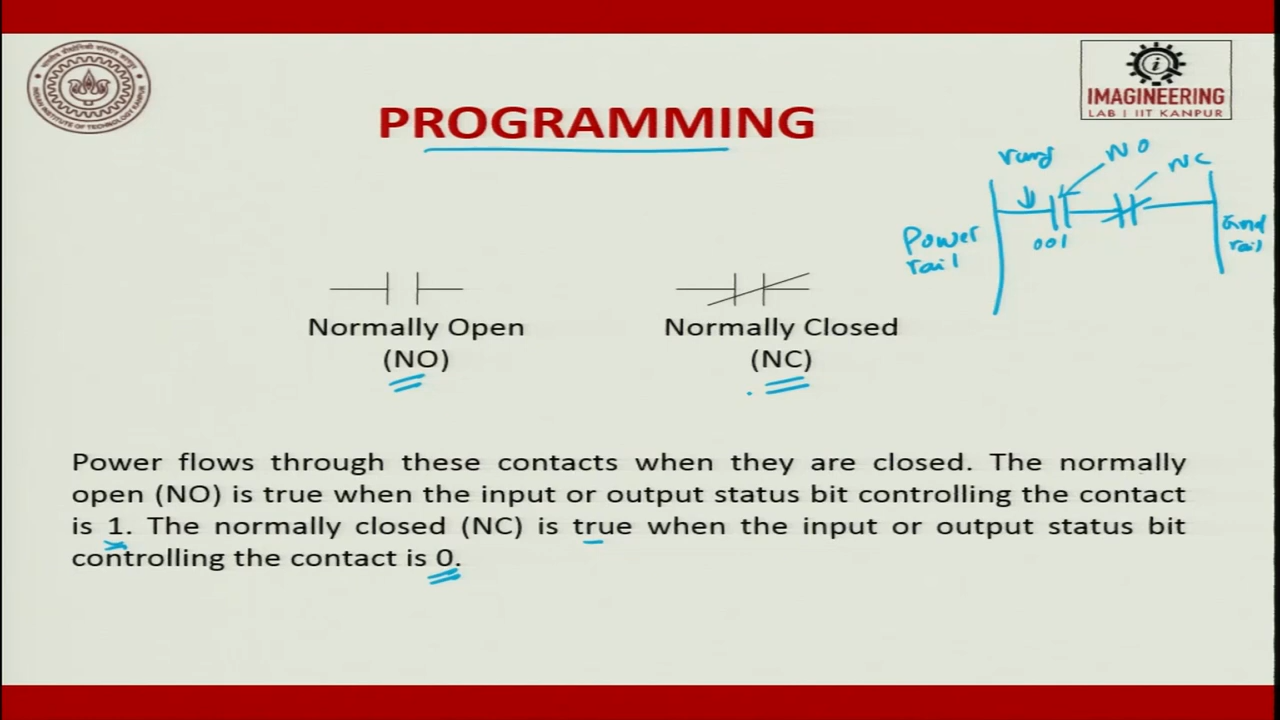 IMAGINEERING
LAB | IIT KANPUR
PROGRAMMING
rung
NO
NC
Power
rail
001
rail
Normally Open
(NO)
Normally Closed
(NC)
Power flows through these contacts when they are closed. The normally
open (NO) is true when the input or output status bit controlling the contact
is 1. The normally closed (NC) is true when the input or output status bit
controlling the contact is 0.